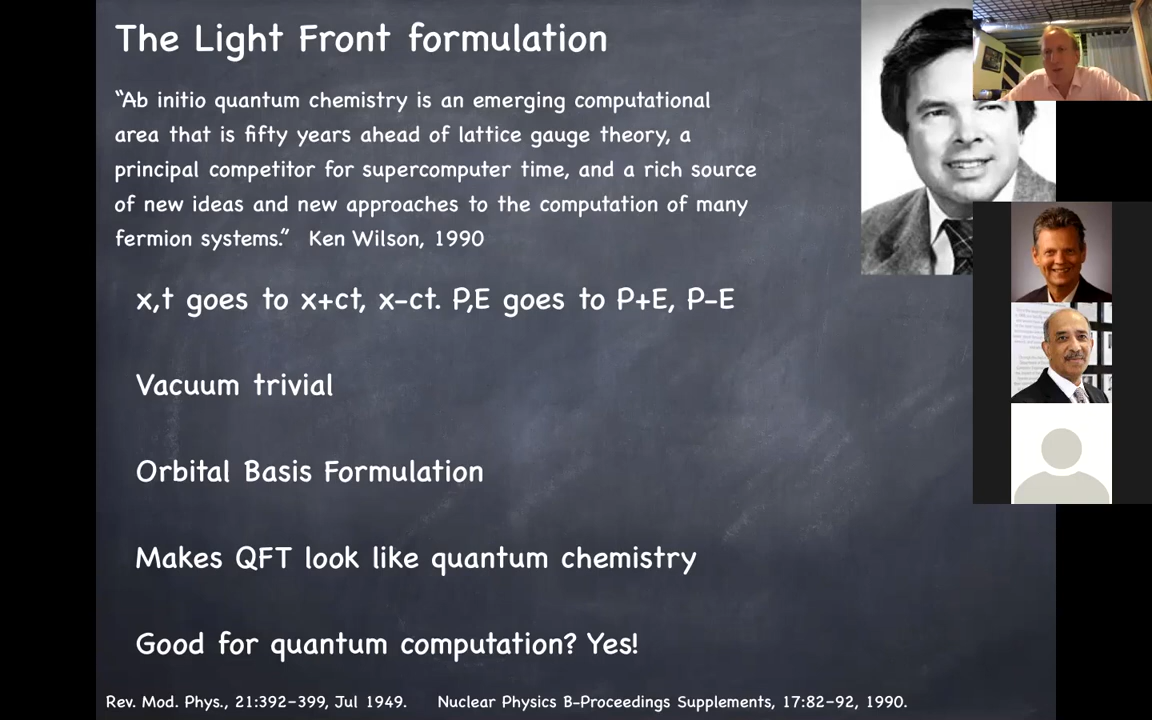 The Light Front formulation
“Ab initio quantum chemistry is an emerging computational
area that is fifty years ahead of lattice gauge theory, a
principal competitor for supercomputer time, and a rich source
of new ideas and new approaches to the computation of many
fermion systems.” Ken Wilson, 1990
x,t goes to x+ct, x-ct. P,E goes to P+E, P-E
Vacuum trivial
Orbital Basis Formulation
Makes QFT look like quantum chemistry
Good for quantum computation? Yes!
Rev. Mod. Phys., 21:392-399, Jul 1949. Nuclear Physics B-Proceedings Supplements, 17:82-92, 1990.